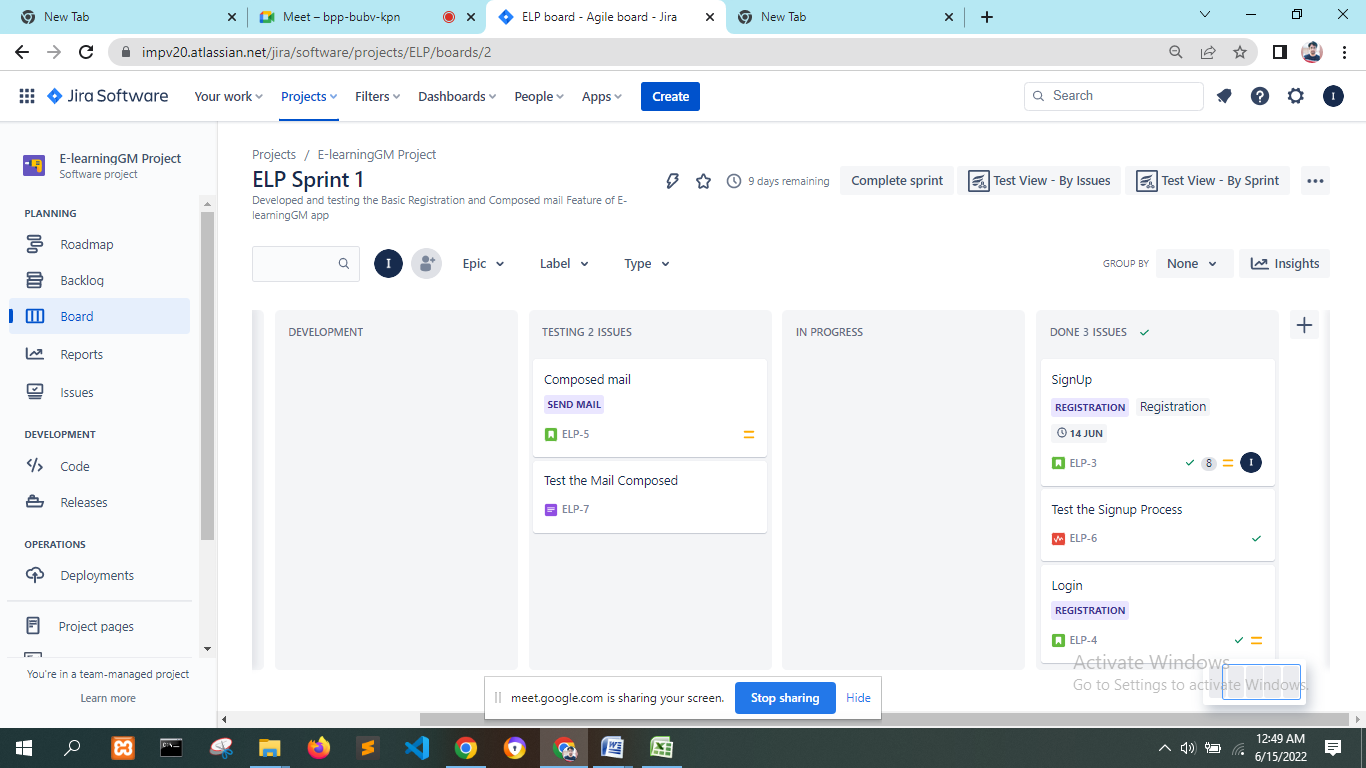 New Tab
Meet – bpp-bubv-kpn
ELP board - Agile board - Jira
New Tab
impv20.atlassian.net/jira/software/projects/ELP/boards/2
Jira Software
Your work
Projects
Filters
Dashboards
People
Apps
Create
Search
I
E-learningGM Project
Software project
PLANNING
Roadmap
Backlog
Board
Reports
Issues
DEVELOPMENT
Code
Releases
OPERATIONS
Deployments
Project pages
You're in a team-managed project
Learn more
Projects / E-learningGM Project
ELP Sprint 1
Developed and testing the Basic Registration and Composed mail Feature of E-
learningGM app
9 days remaining
Complete sprint
Test View - By Issues
Test View - By Sprint
I
Epic
Label
Type
GROUP BY
None
Insights
DEVELOPMENT
TESTING 2 ISSUES
Composed mail
SEND MAIL
ELP-5
Test the Mail Composed
ELP-7
IN PROGRESS
DONE 3 ISSUES
SignUp
REGISTRATION Registration
14 JUN
ELP-3 8 I
Test the Signup Process
ELP-6
Login
REGISTRATION
ELP-4
Activate Windows
Go to Settings to activate Windows.
meet.google.com is sharing your screen.
Stop sharing
Hide
12:49 AM
6/15/2022